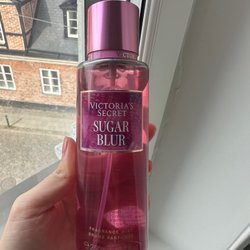 VICTORIA'S
SECRET
SUGAR
BLUR
FRAGRANCE MIST
BRUME PARFUMÉE